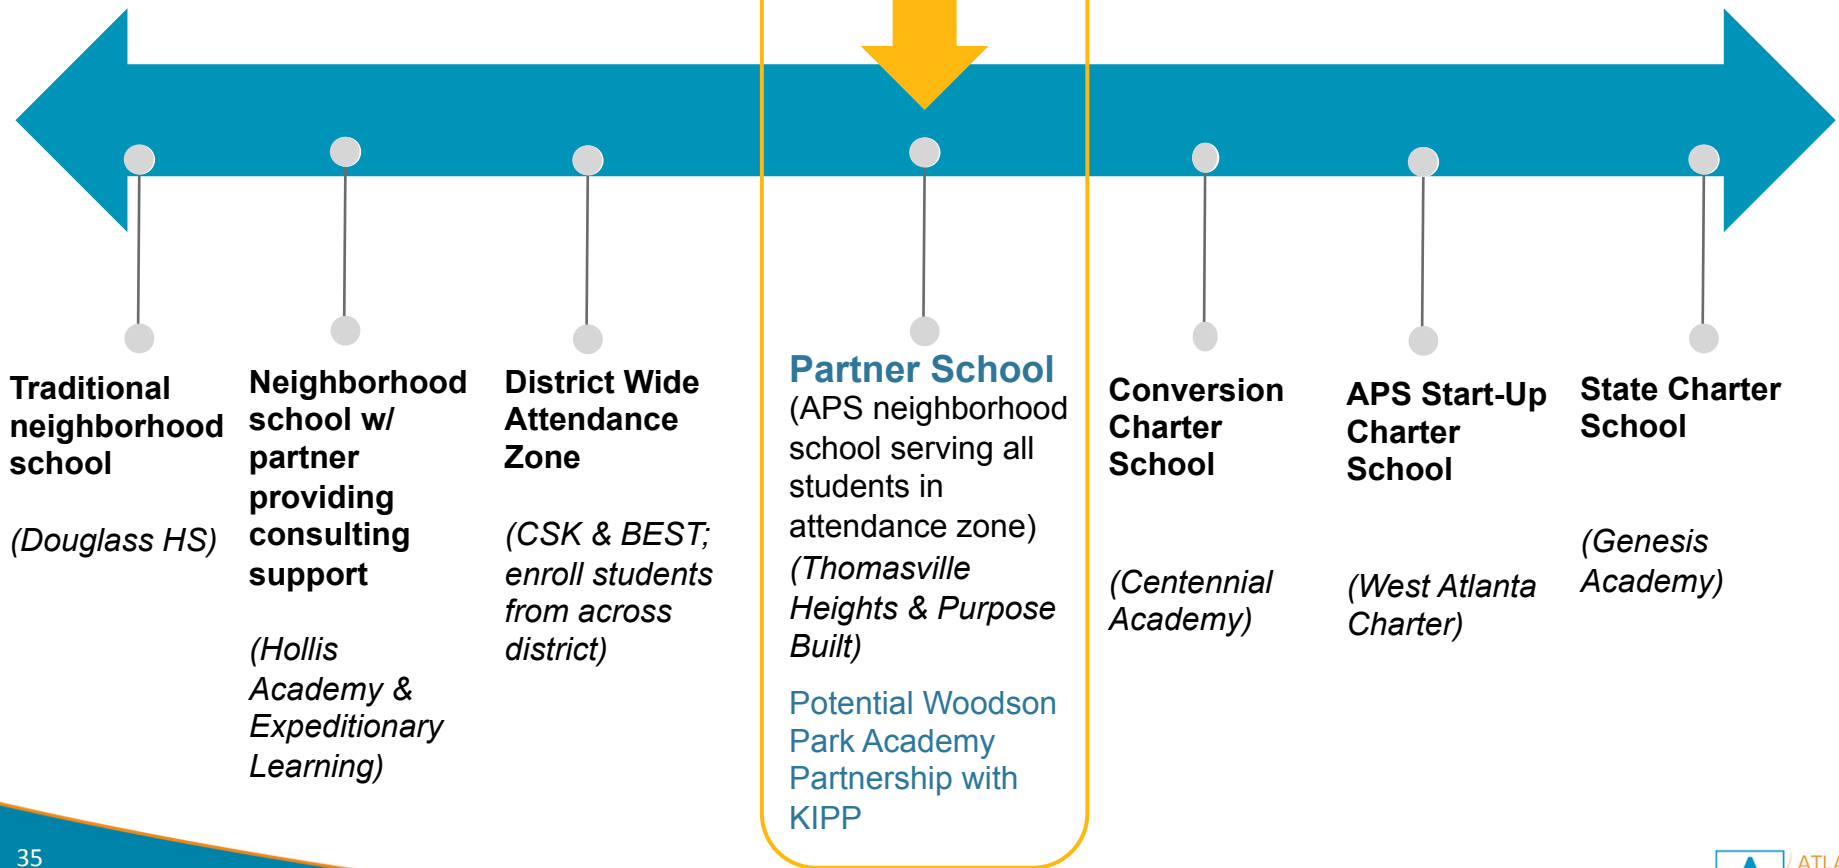 Traditional
neighborhood
school
(Douglass HS)
Neighborhood
school w/
partner
providing
consulting
support
(Hollis
Academy &
Expeditionary
Learning)
District Wide
Attendance
Zone
(CSK & BEST;
enroll students
from across
district)
Partner School
(APS neighborhood
school serving all
students in
attendance zone)
(Thomasville
Heights & Purpose
Built)
Potential Woodson
Park Academy
Partnership with
KIPP
Conversion
Charter
School
(Centennial
Academy)
APS Start-Up
Charter
School
(West Atlanta
Charter)
State Charter
School
(Genesis
Academy)
35